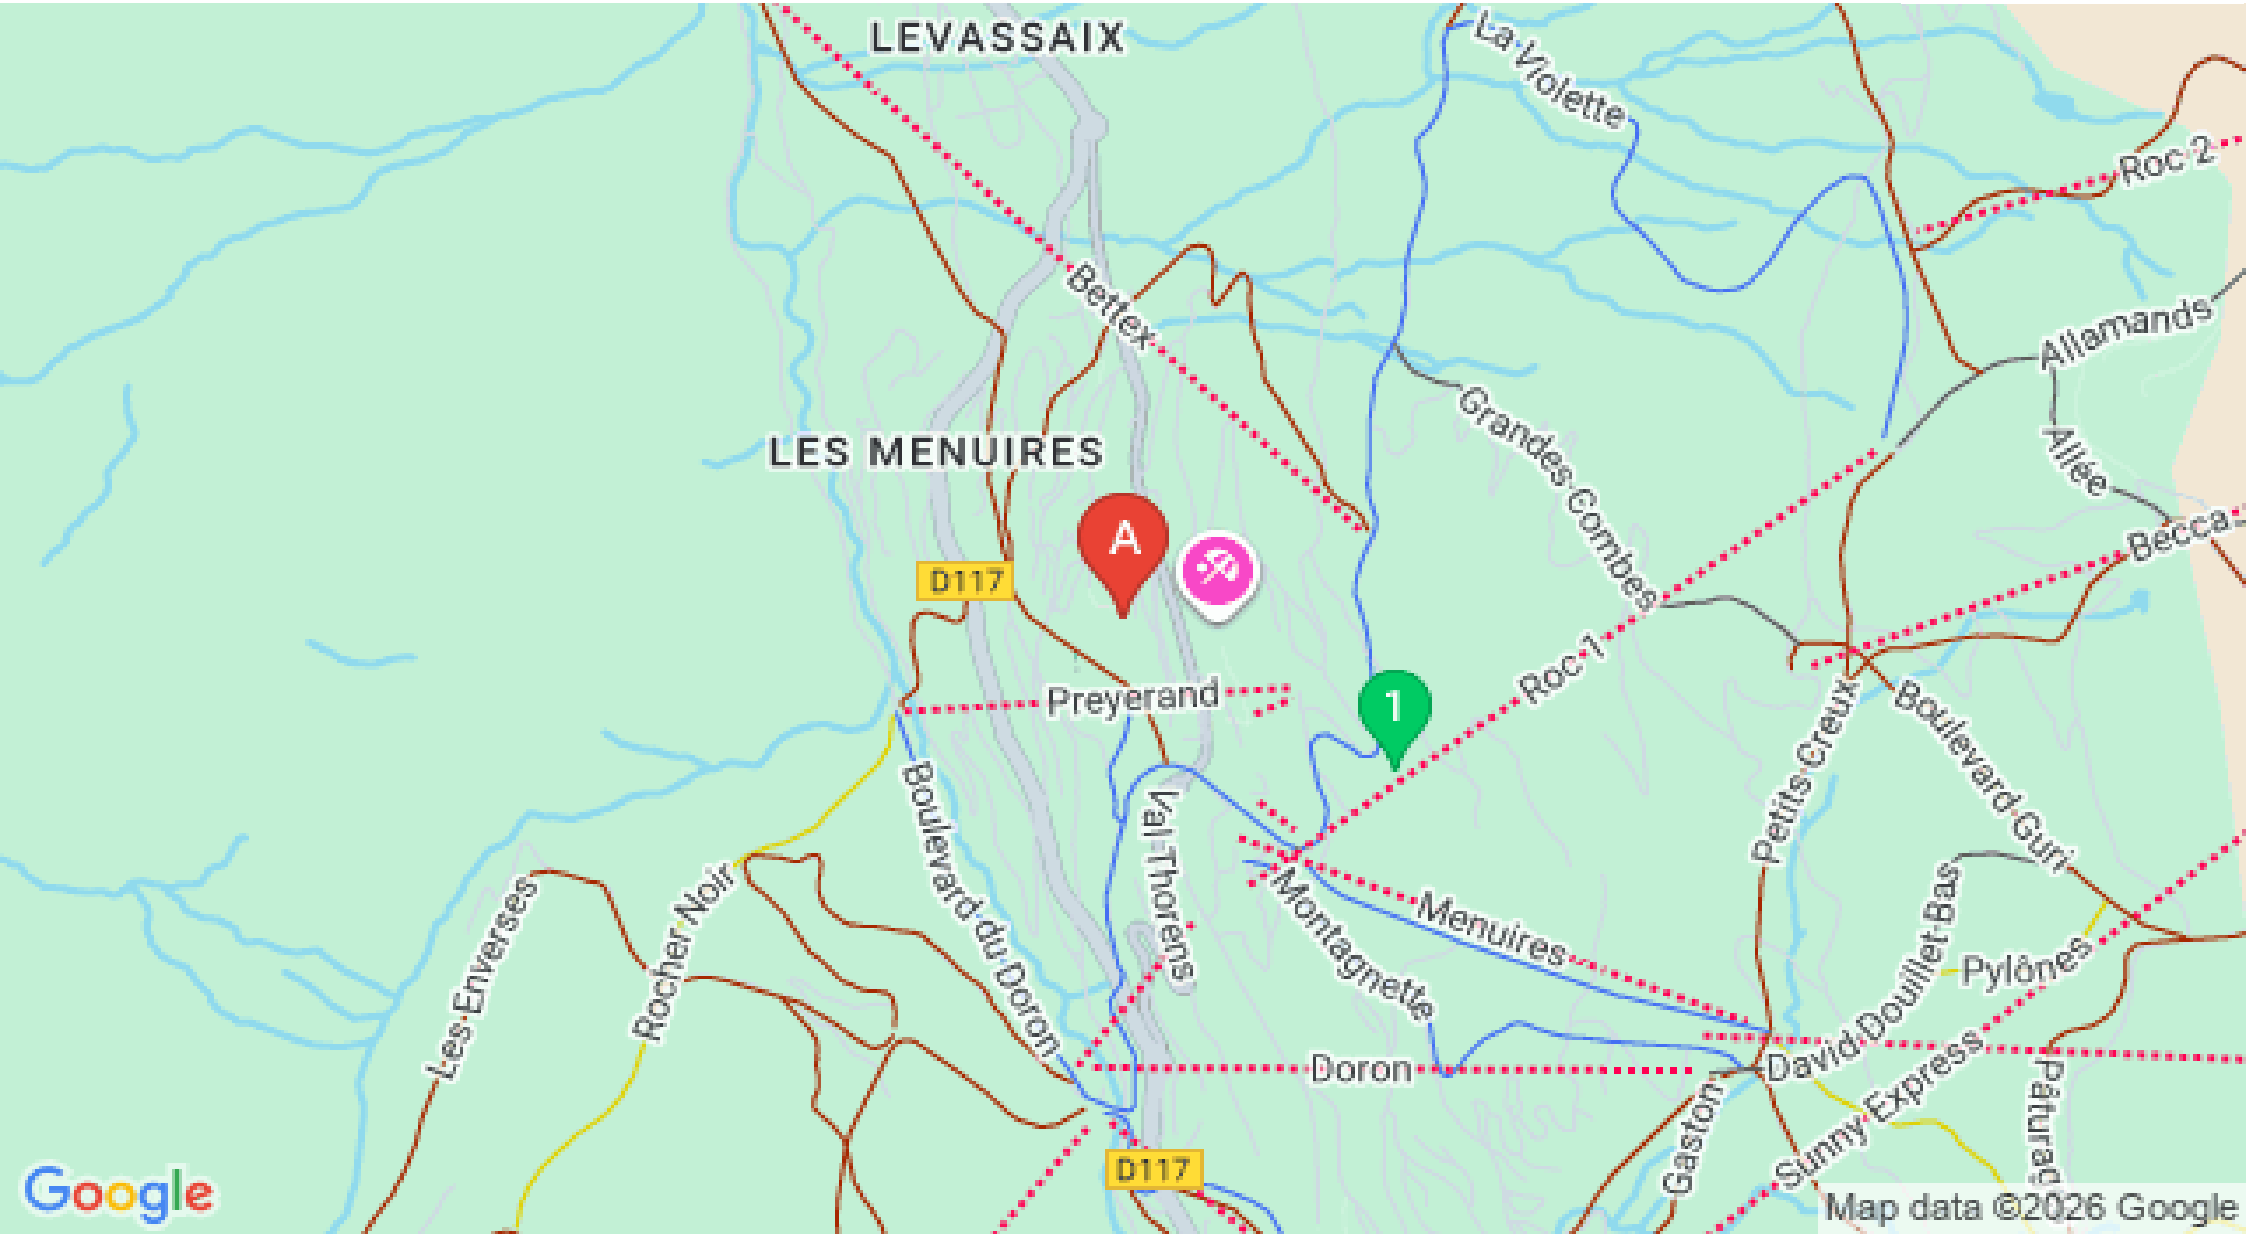 LEVASSAIX
La Violette
Roc 2
Bettex
Allamands
Grandes Combes
LES MENUIRES
Allée
Becca
A
D117
Roc 1
Preyerand
1
Petits Creux
Boulevard Guri
Boulevard du Doron
Val Thorens
Les Enverses
Rocher Noir
Montagnette
Menuires
David Douillet Bas
Pylônes
Doron
Gaston
Sunny Express
Pâturag
D117
Google
Map data ©2026 Google